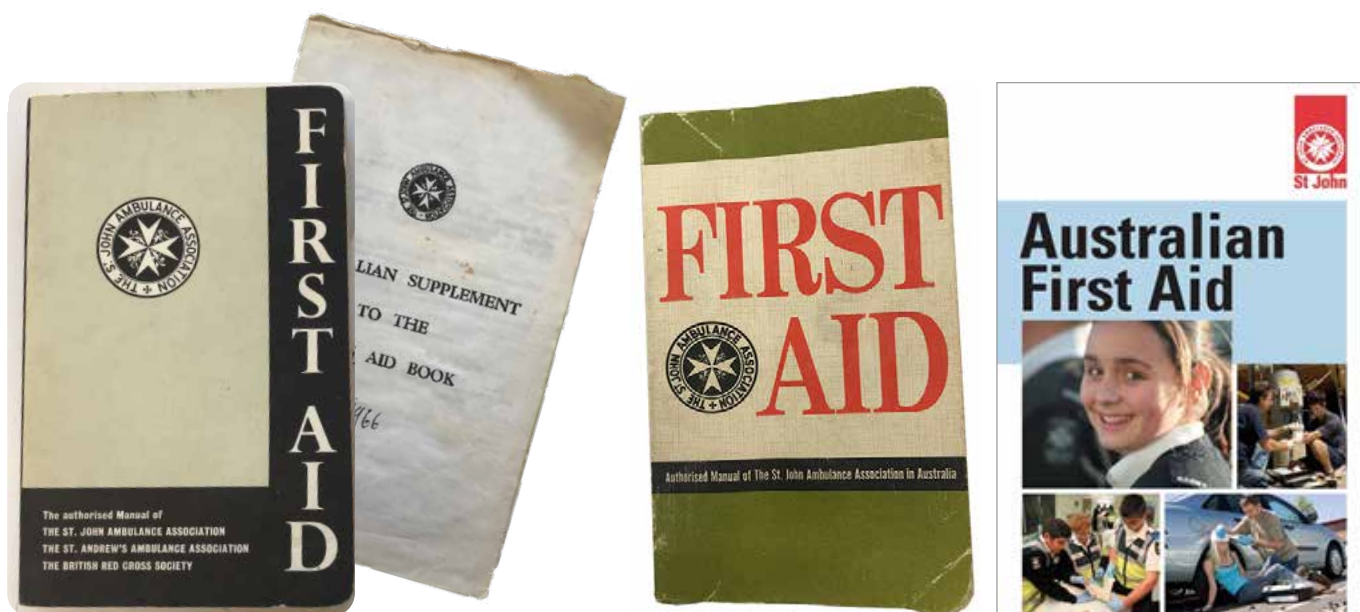 FIRST AID
THE ST. JOHN AMBULANCE ASSOCIATION
The authorised Manual of
THE ST. JOHN AMBULANCE ASSOCIATION
THE ST. ANDREW'S AMBULANCE ASSOCIATION
THE BRITISH RED CROSS SOCIETY
LIAN SUPPLEMENT
TO THE
AID BOOK
966
FIRST
AID
THE ST. JOHN AMBULANCE ASSOCIATION
Authorised Manual of The St. John Ambulance Association in Australia
St John
Australian
First Aid